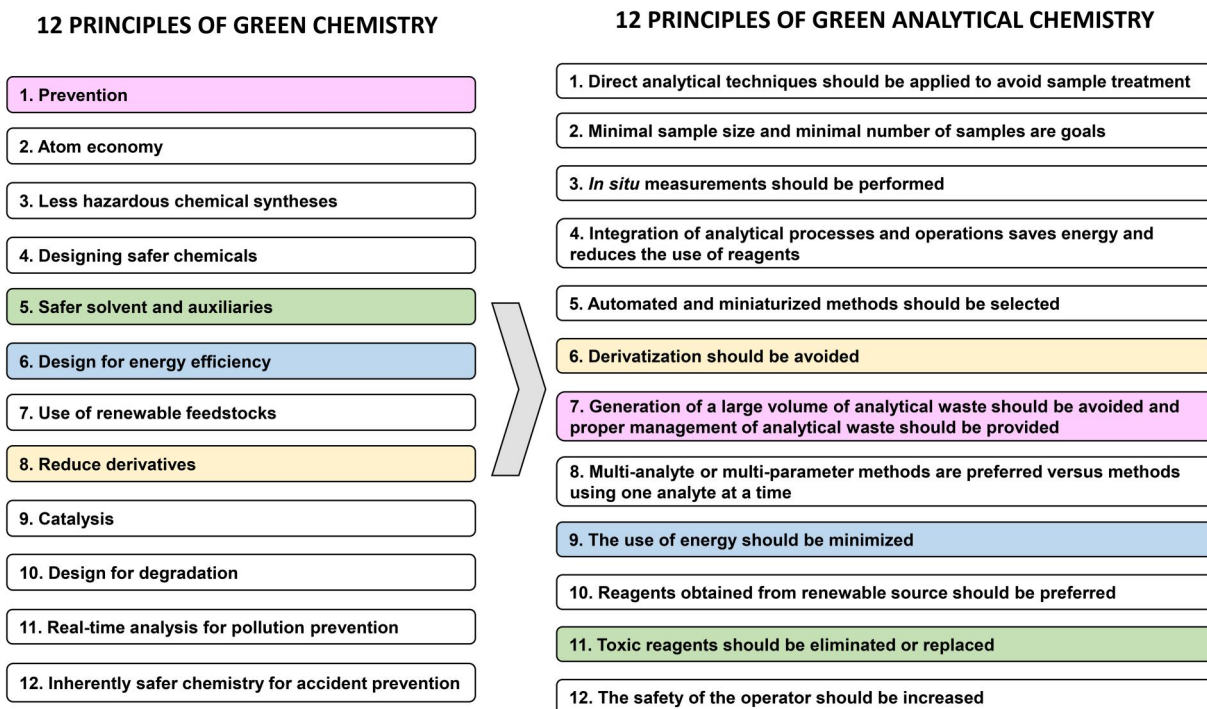 12 PRINCIPLES OF GREEN CHEMISTRY
1. Prevention
2. Atom economy
3. Less hazardous chemical syntheses
4. Designing safer chemicals
5. Safer solvent and auxiliaries
6. Design for energy efficiency
7. Use of renewable feedstocks
8. Reduce derivatives
9. Catalysis
10. Design for degradation
11. Real-time analysis for pollution prevention
12. Inherently safer chemistry for accident prevention
12 PRINCIPLES OF GREEN ANALYTICAL CHEMISTRY
1. Direct analytical techniques should be applied to avoid sample treatment
2. Minimal sample size and minimal number of samples are goals
3. In situ measurements should be performed
4. Integration of analytical processes and operations saves energy and
reduces the use of reagents
5. Automated and miniaturized methods should be selected
6. Derivatization should be avoided
7. Generation of a large volume of analytical waste should be avoided and
proper management of analytical waste should be provided
8. Multi-analyte or multi-parameter methods are preferred versus methods
using one analyte at a time
9. The use of energy should be minimized
10. Reagents obtained from renewable source should be preferred
11. Toxic reagents should be eliminated or replaced
12. The safety of the operator should be increased